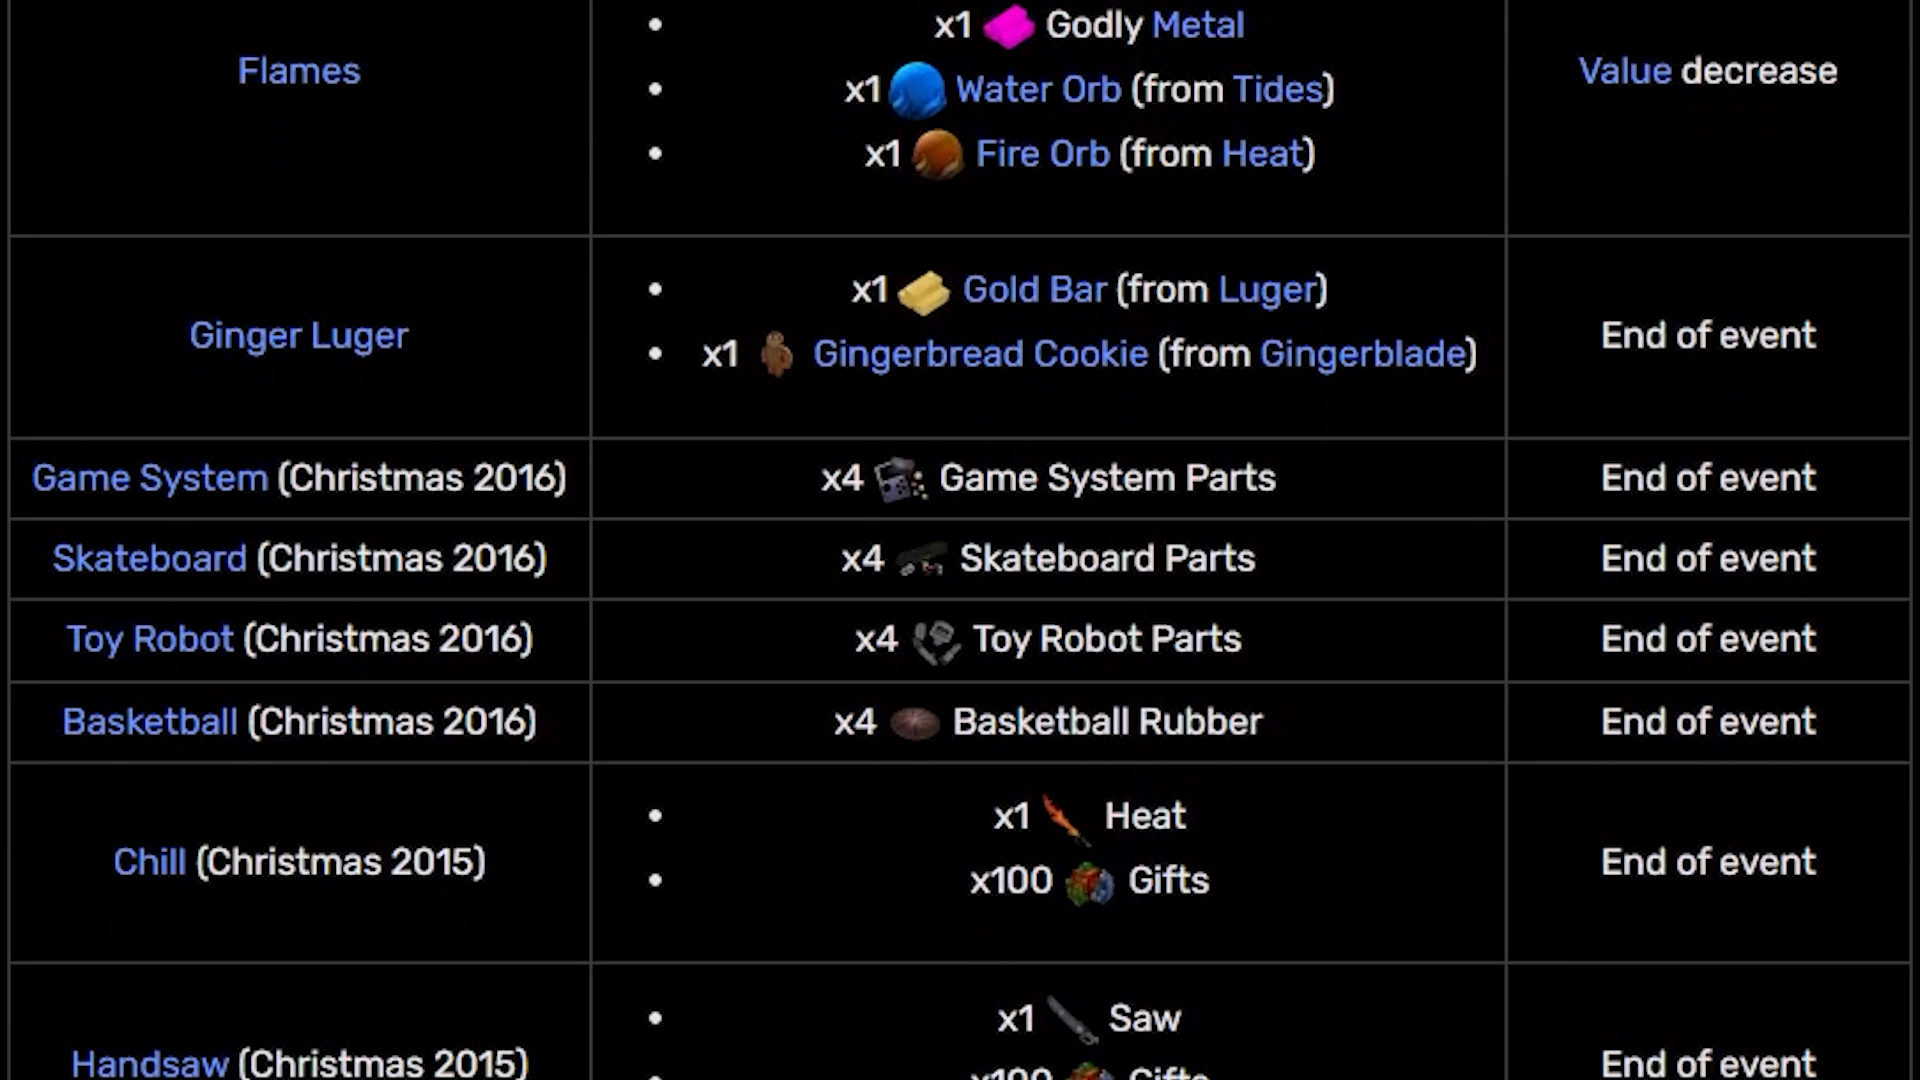 x1 Godly Metal
Flames
Value decrease
x1 Water Orb (from Tides)
x1 Fire Orb (from Heat)
x1 Gold Bar (from Luger)
Ginger Luger
End of event
x1 Gingerbread Cookie (from Gingerblade)
Game System (Christmas 2016) x4 Game System Parts End of event
Skateboard (Christmas 2016) x4 Skateboard Parts End of event
Toy Robot (Christmas 2016) x4 Toy Robot Parts End of event
Basketball (Christmas 2016) x4 Basketball Rubber End of event
x1 Heat
Chill (Christmas 2015)
End of event
x100 Gifts
x1 Saw
Handsaw (Christmas 2015)
End of event
x100 Gifts